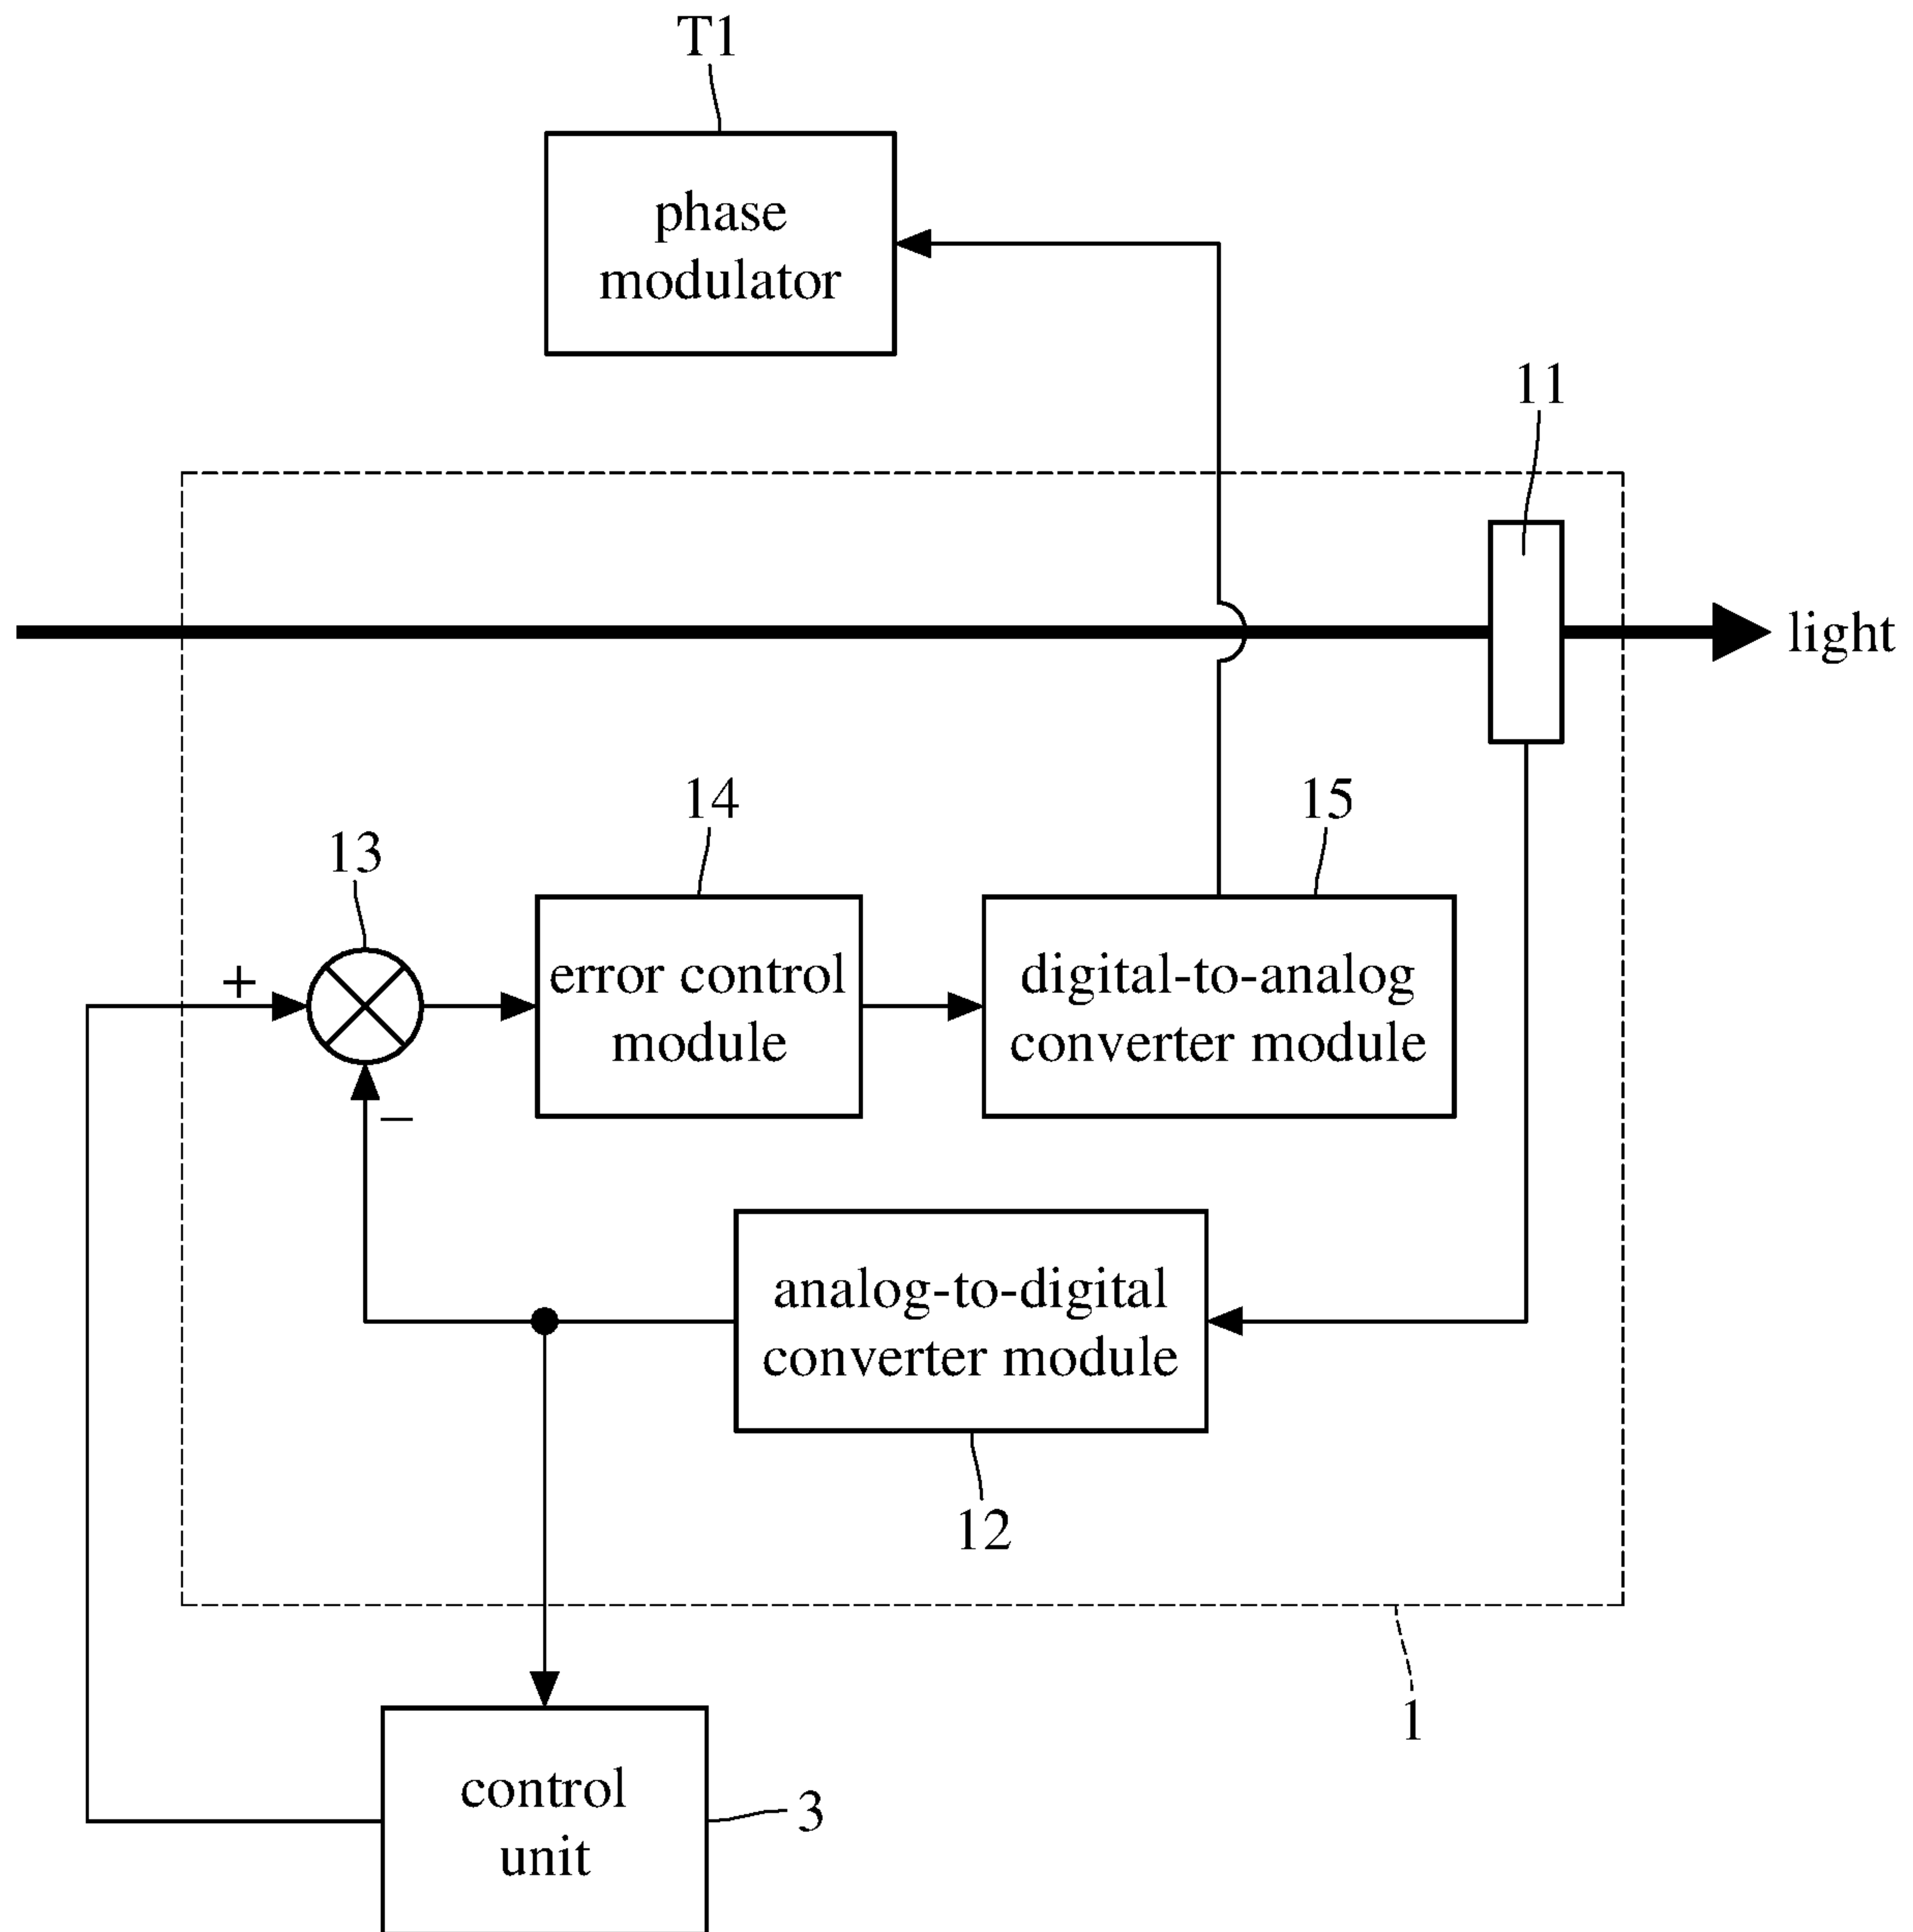 T1
phase
modulator
11
light
14
15
13
+
error control
module
digital-to-analog
converter module
−
analog-to-digital
converter module
12
1
control
unit
3